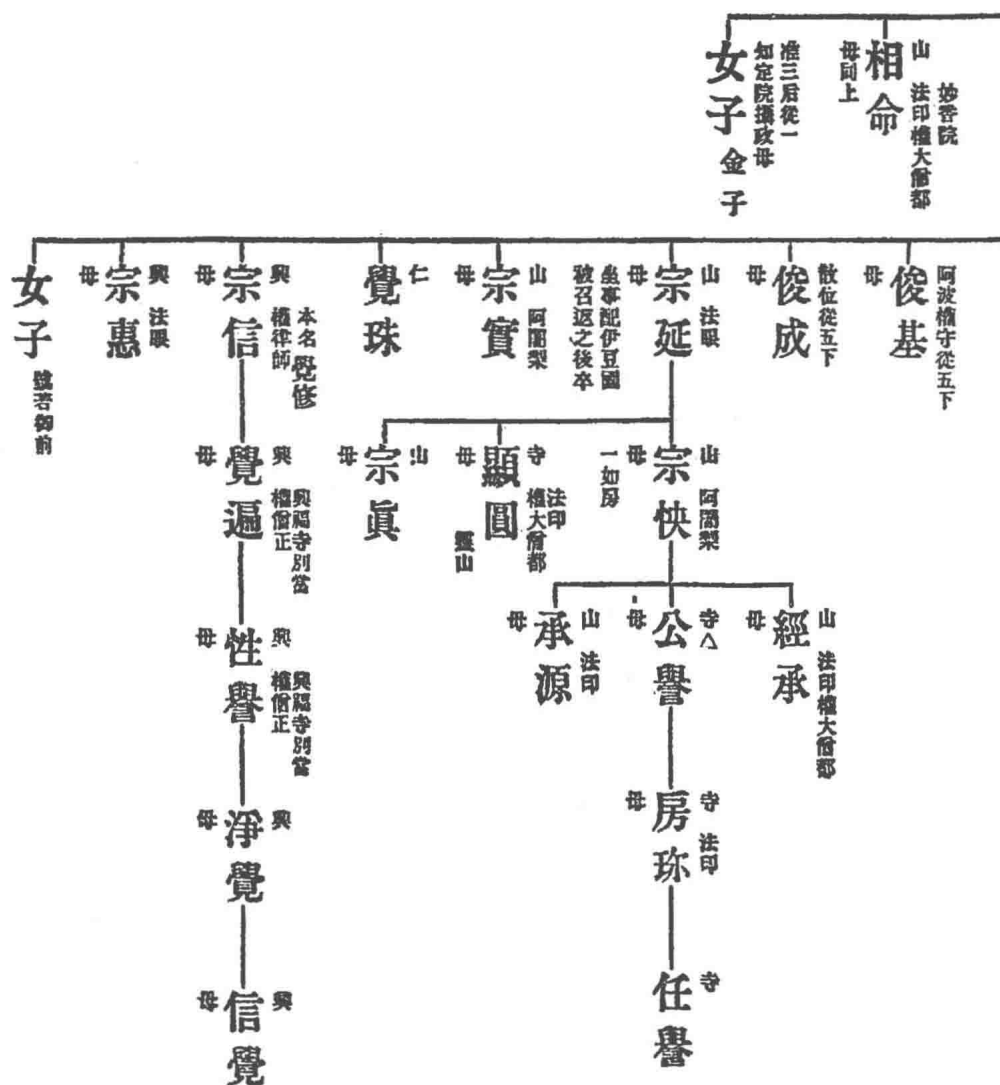 妙香院
山 法印權大僧都
相命
母同上
准三后從一
知定院攝政母
女子 金子
阿波權守從五下
俊基
母
散位從五下
俊成
母
山 法眼
宗延
母
坐事配伊豆國
被召返之後卒
山 阿闍梨
宗實
母
仁
覺珠
本名覺修
興 權律師
宗信
母
興 法眼
宗惠
母
女子 號若御前
山 阿闍梨
宗快
母
一如房
寺 法印
權大僧都
顯圓
母 靈山
山
宗眞
母
興福寺別當
興 權僧正
覺遍
母
山 法印權大僧都
經承
母
寺△
公譽
母
山 法印
承源
母
興福寺別當
興 權僧正
性譽
母
寺 法印
房珎
母
興
淨覺
母
寺
任譽
興
信覺
母